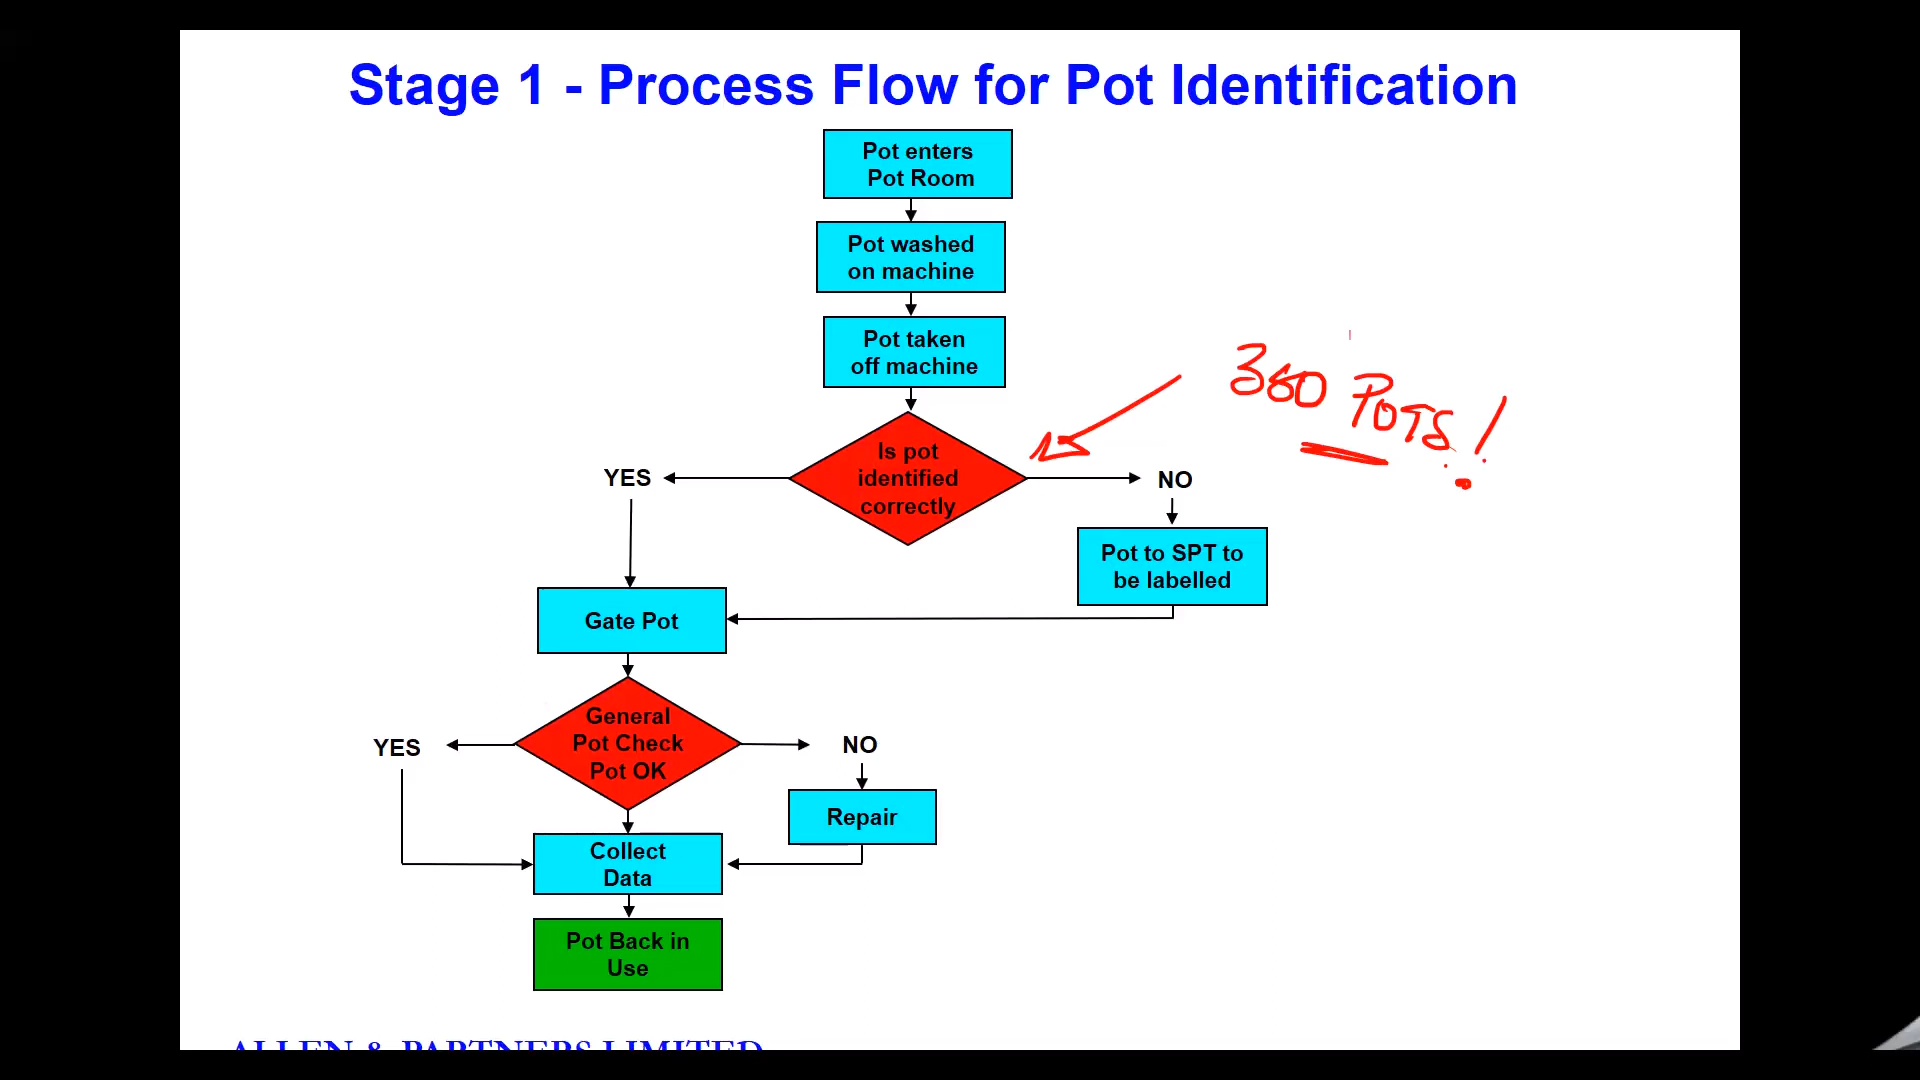 Stage 1 - Process Flow for Pot Identification
Pot enters
Pot Room
Pot washed
on machine
Pot taken
off machine
360 POTS!
Is pot
identified
correctly
YES
NO
Pot to SPT to
be labelled
Gate Pot
General
Pot Check
Pot OK
YES
NO
Repair
Collect
Data
Pot Back in
Use
ALLEN & PARTNERS LIMITED